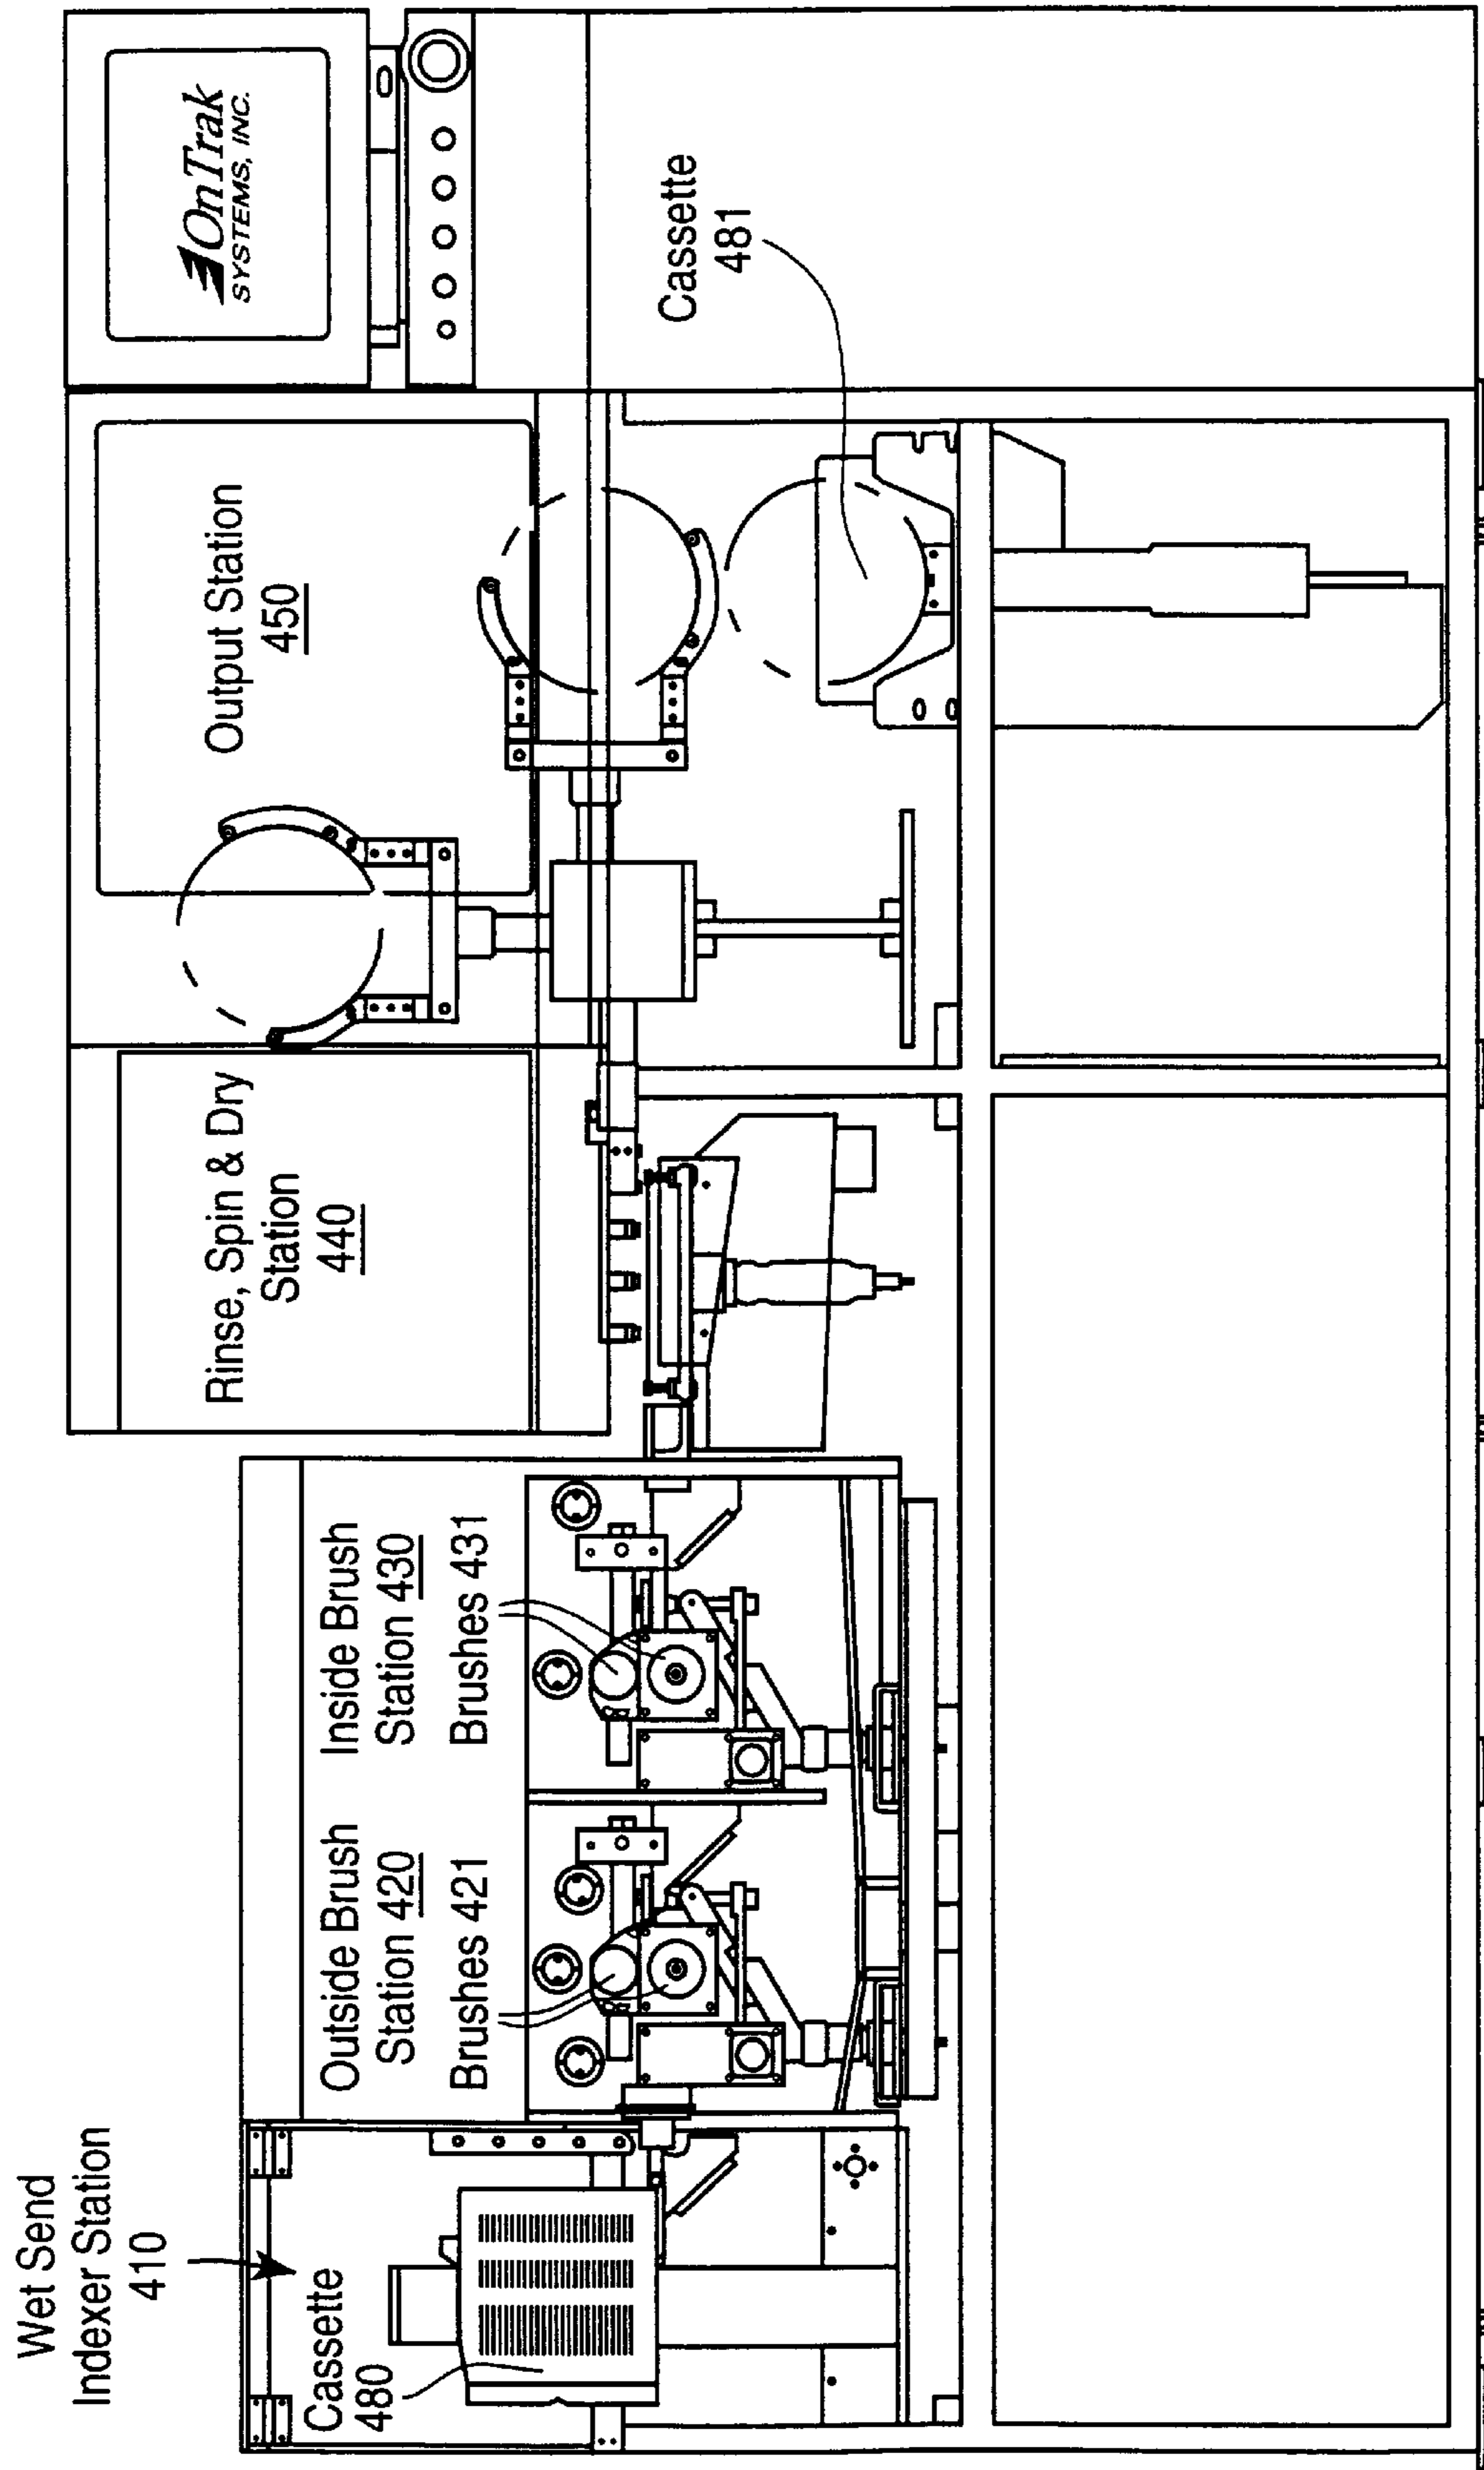 Wet Send
Indexer Station
410
Cassette
480
Outside Brush
Station 420
Brushes 421
Inside Brush
Station 430
Brushes 431
Rinse, Spin & Dry
Station
440
Output Station
450
OnTrak
SYSTEMS, INC.
Cassette
481